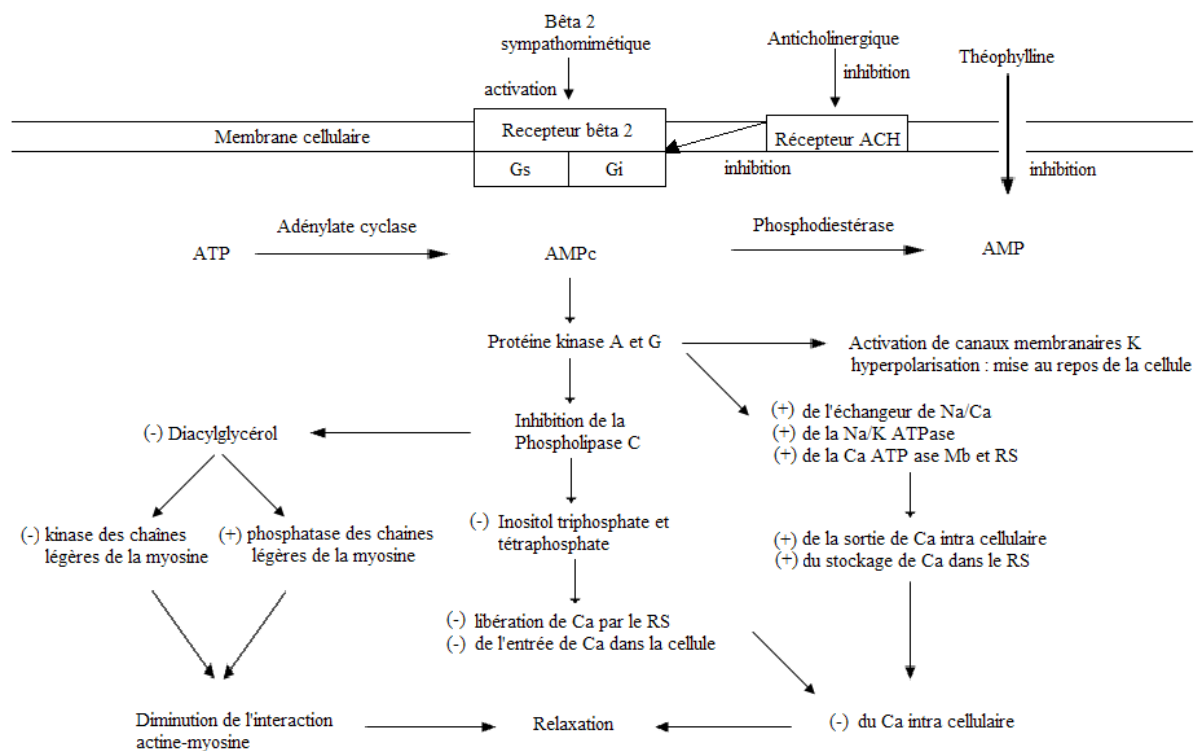 Bêta 2
sympathomimétique
Anticholinergique
Théophylline
activation
inhibition
Membrane cellulaire
Recepteur bêta 2
Récepteur ACH
Gs
Gi
inhibition
inhibition
Adénylate cyclase
Phosphodiestérase
ATP
AMPc
AMP
Protéine kinase A et G
Activation de canaux membranaires K
hyperpolarisation : mise au repos de la cellule
(-) Diacylglycérol
Inhibition de la
Phospholipase C
(+) de l'échangeur de Na/Ca
(+) de la Na/K ATPase
(+) de la Ca ATP ase Mb et RS
(-) kinase des chaînes
légères de la myosine
(+) phosphatase des chaines
légères de la myosine
(-) Inositol triphosphate et
tétraphosphate
(+) de la sortie de Ca intra cellulaire
(+) du stockage de Ca dans le RS
(-) libération de Ca par le RS
(-) de l'entrée de Ca dans la cellule
Diminution de l'interaction
actine-myosine
Relaxation
(-) du Ca intra cellulaire